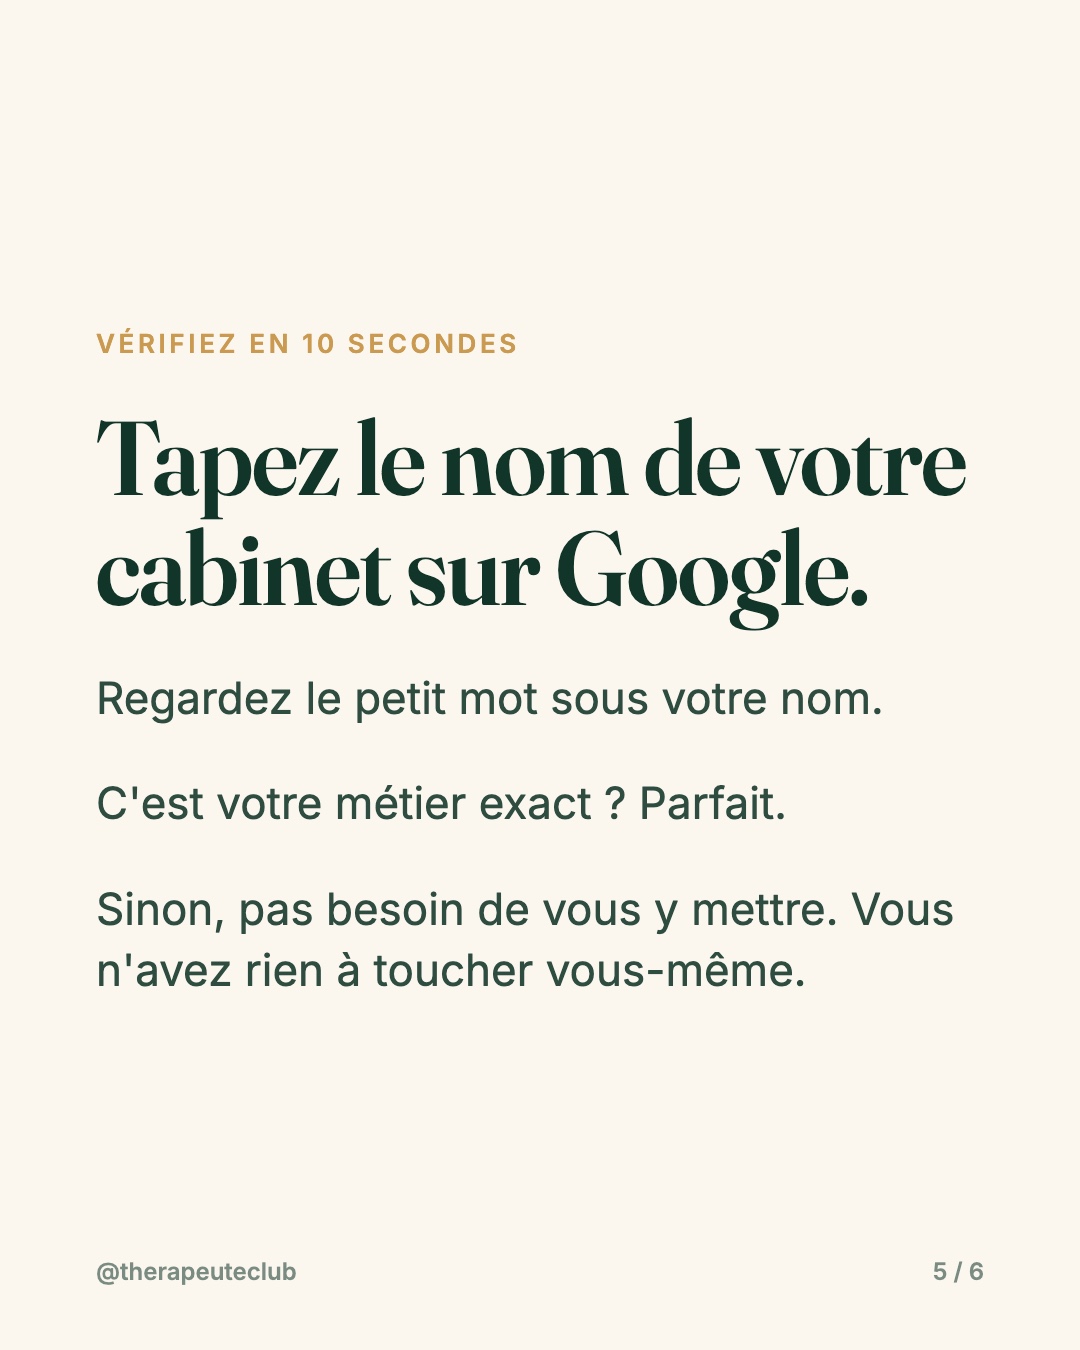 VÉRIFIEZ EN 10 SECONDES
Tapez le nom de votre
cabinet sur Google.
Regardez le petit mot sous votre nom.
C'est votre métier exact ? Parfait.
Sinon, pas besoin de vous y mettre. Vous
n'avez rien à toucher vous-même.
@therapeuteclub
5 / 6